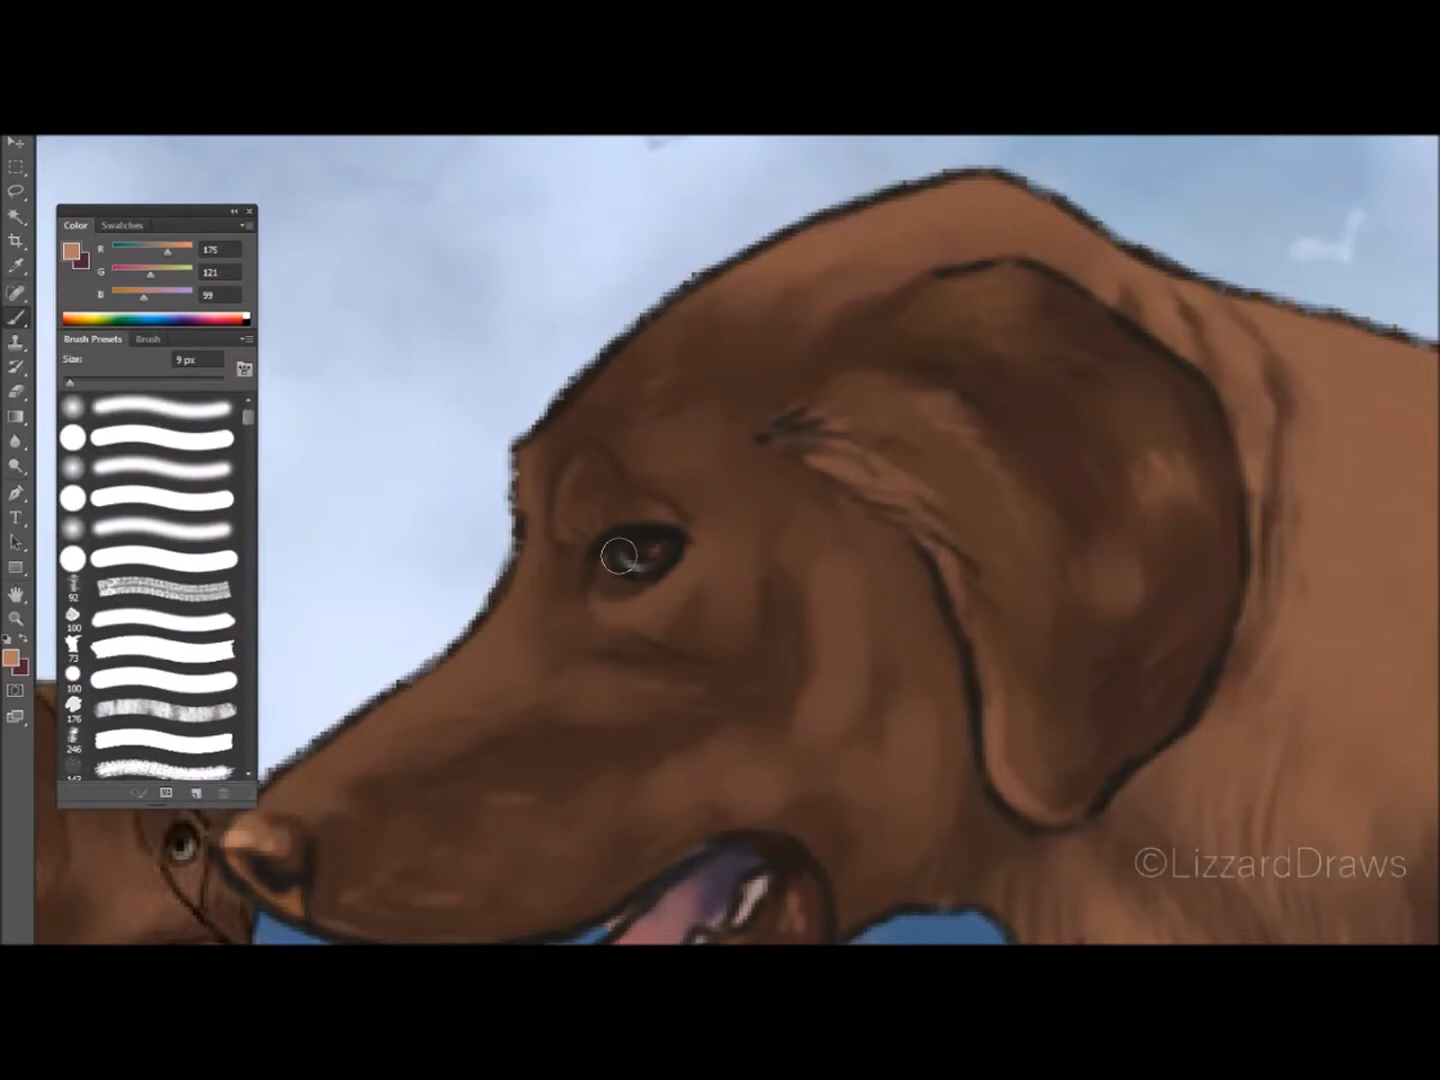 Color Swatches
R 175
G 121
B 99
Brush Presets Brush
Size: 9 px
92
100
73
100
176
246
©LizzardDraws